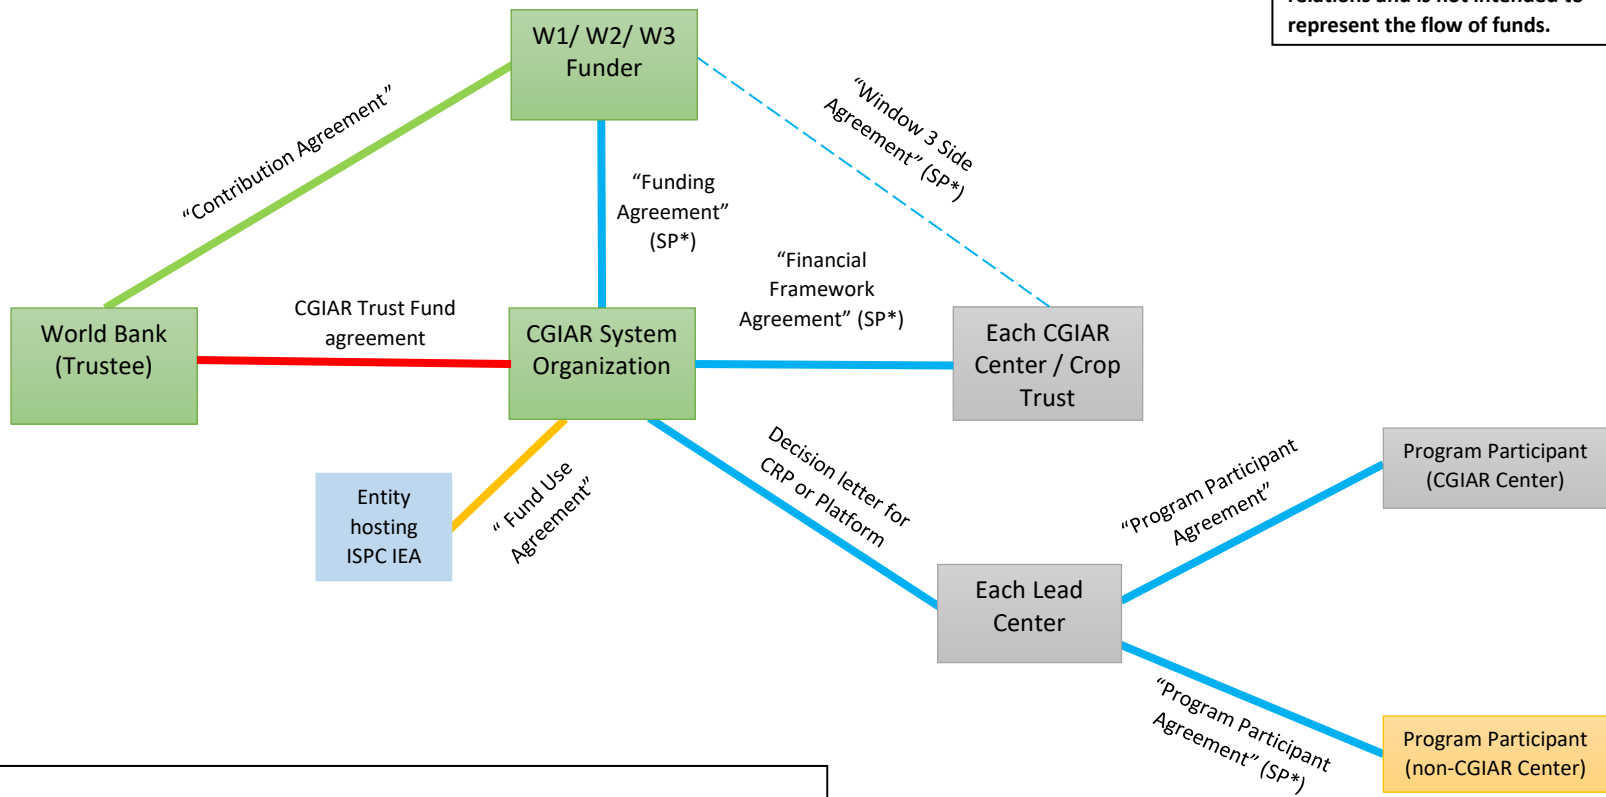 relations and is not intended to
represent the flow of funds.
W1/ W2/ W3
Funder
“Contribution Agreement”
“Window 3 Side
Agreement” (SP*)
“Funding
Agreement”
(SP*)
“Financial
Framework
Agreement” (SP*)
CGIAR Trust Fund
agreement
World Bank
(Trustee)
CGIAR System
Organization
Each CGIAR
Center / Crop
Trust
Entity
hosting
ISPC IEA
“ Fund Use
Agreement”
Decision letter for
CRP or Platform
“Program Participant
Agreement”
Program Participant
(CGIAR Center)
Each Lead
Center
“Program Participant
Agreement” (SP*)
Program Participant
(non-CGIAR Center)